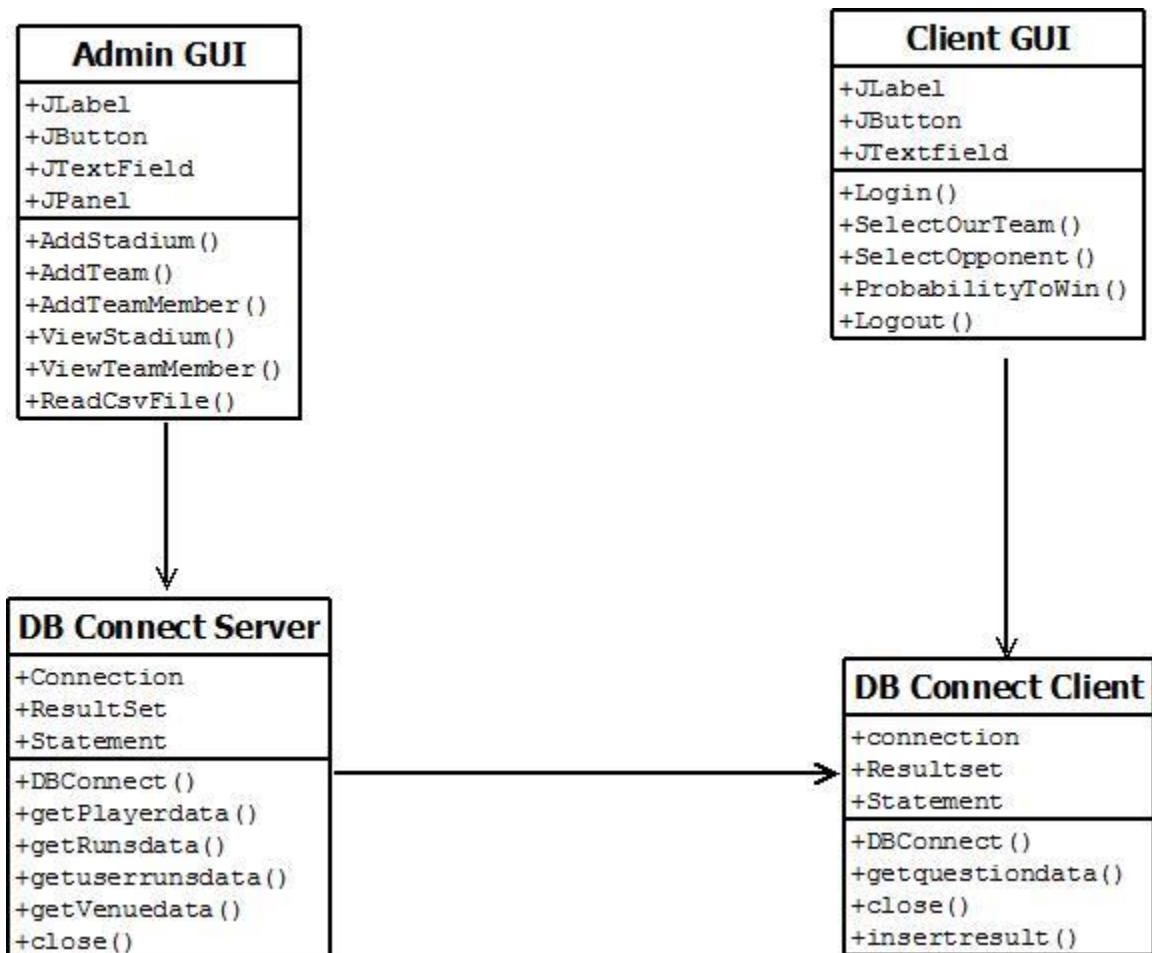 Admin GUI
+JLabel
+JButton
+JTextField
+JPanel
+AddStadium()
+AddTeam()
+AddTeamMember()
+ViewStadium()
+ViewTeamMember()
+ReadCsvFile()
Client GUI
+JLabel
+JButton
+JTextfield
+Login()
+SelectOurTeam()
+SelectOpponent()
+ProbabilityToWin()
+Logout()
DB Connect Server
+Connection
+ResultSet
+Statement
+DBConnect()
+getPlayerdata()
+getRunsdata()
+getuserrunsdata()
+getVenuedata()
+close()
DB Connect Client
+connection
+Resultset
+Statement
+DBConnect()
+getquestiondata()
+close()
+insertresult()